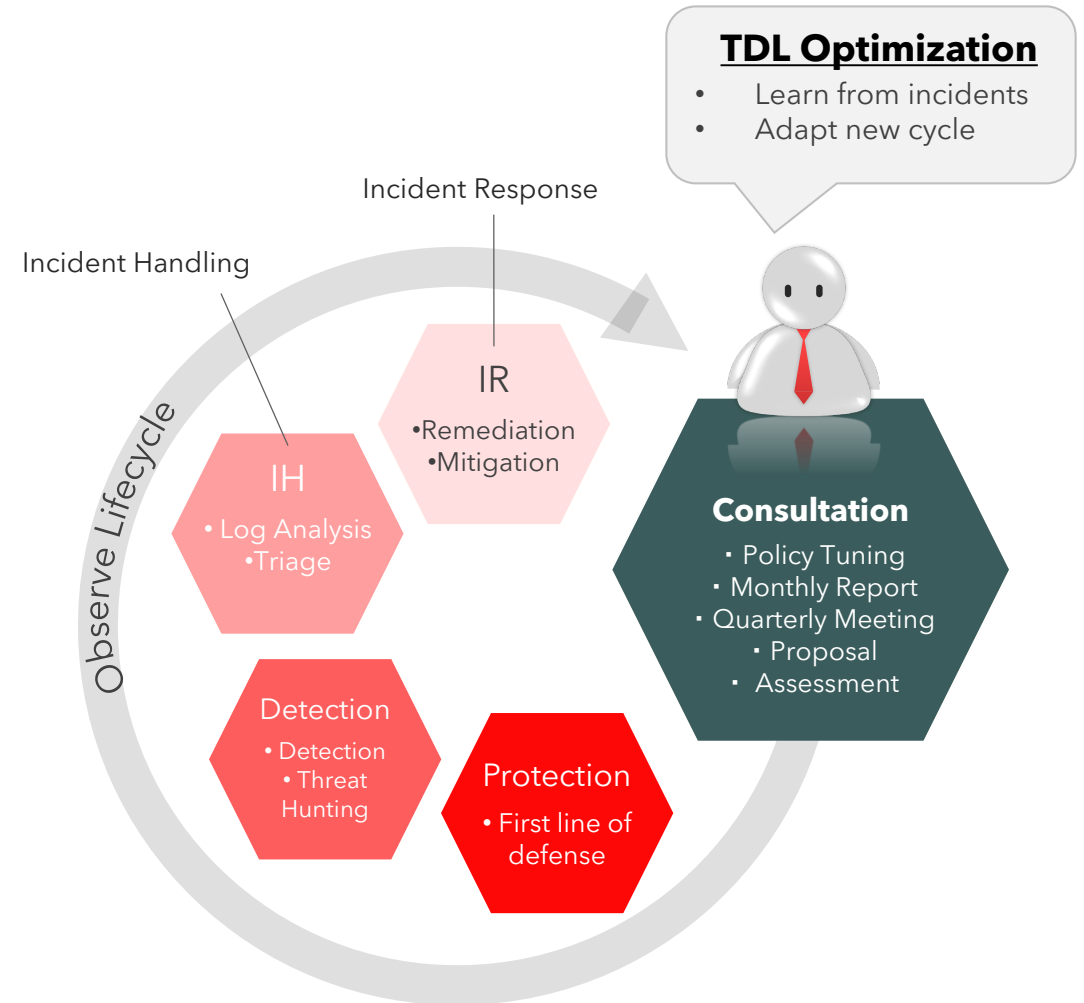 TDL Optimization
• Learn from incidents
• Adapt new cycle
Incident Response
Incident Handling
Observe Lifecycle
IR
•Remediation
•Mitigation
IH
• Log Analysis
•Triage
Consultation
▪ Policy Tuning
▪ Monthly Report
▪ Quarterly Meeting
▪ Proposal
▪ Assessment
Detection
• Detection
• Threat
Hunting
Protection
• First line of
defense